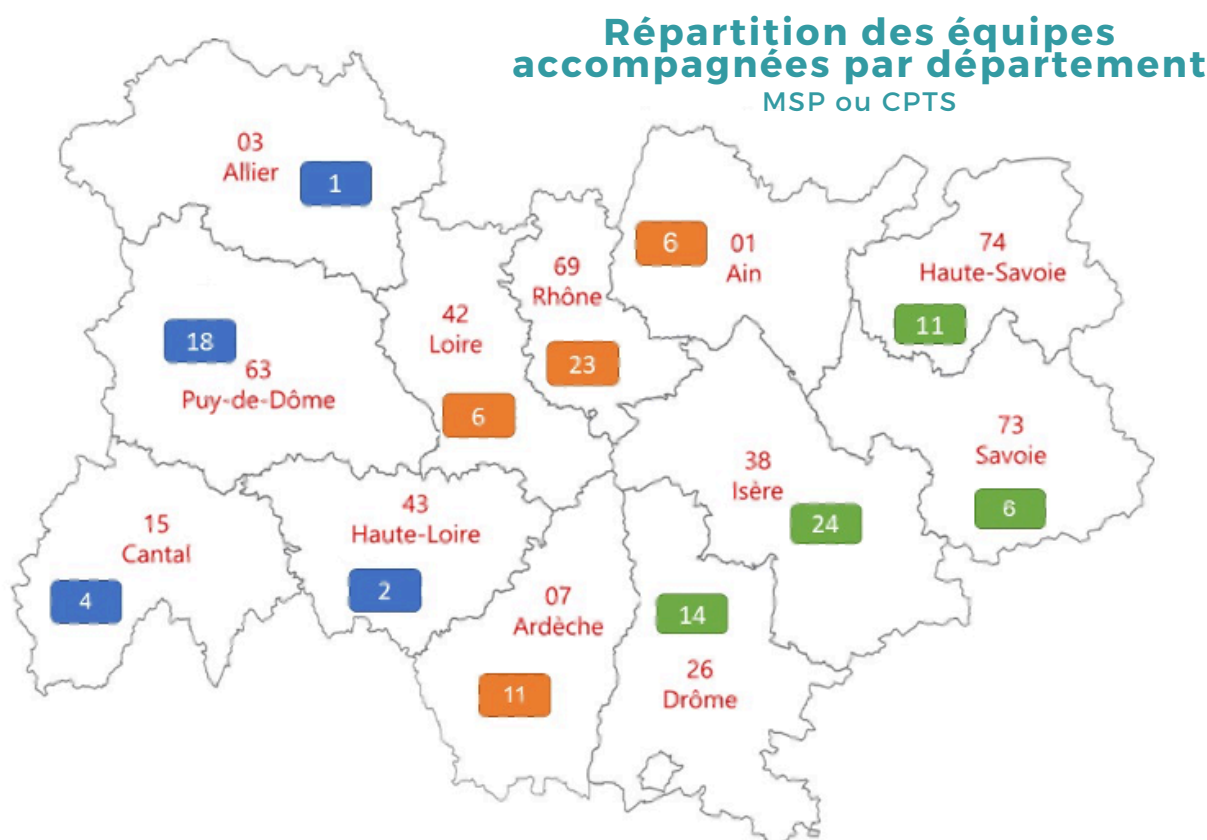 Répartition des équipes
accompagnées par département
MSP ou CPTS
03
Allier
1
6
01
Ain
74
Haute-Savoie
11
69
Rhône
23
42
Loire
6
18
63
Puy-de-Dôme
73
Savoie
6
38
Isère
24
43
Haute-Loire
2
15
Cantal
4
07
Ardèche
11
14
26
Drôme